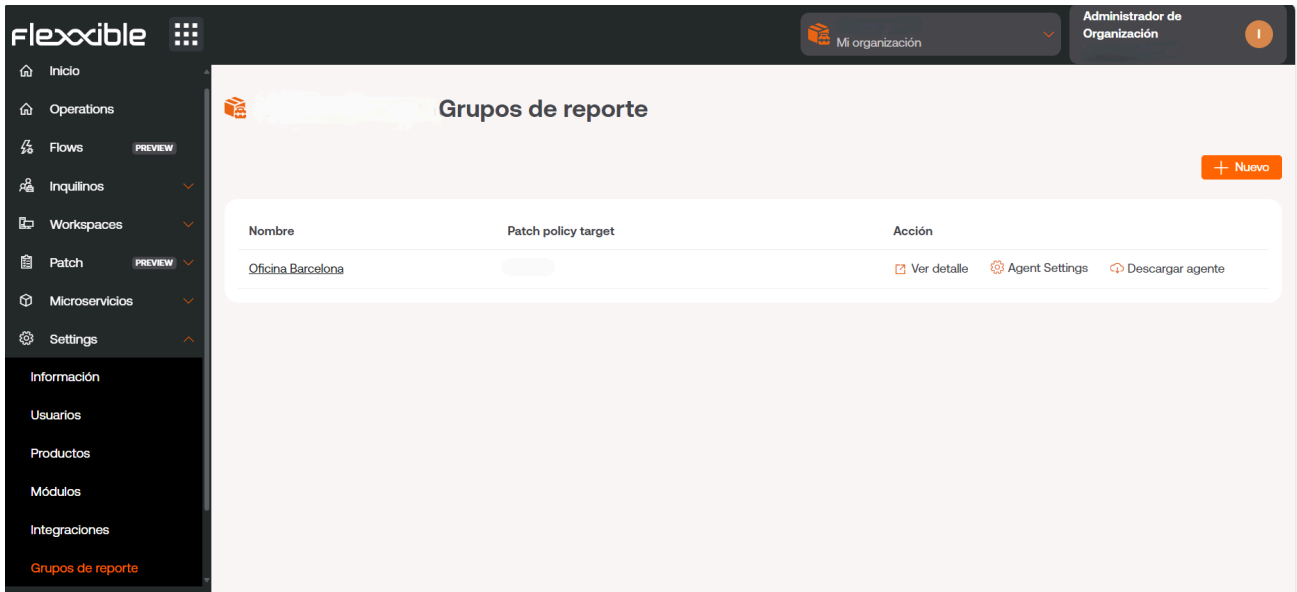 Flexxible
Mi organización
Administrador de
Organización
I
Inicio
Operations
Flows PREVIEW
Inquilinos
Workspaces
Patch PREVIEW
Microservicios
Settings
Información
Usuarios
Productos
Módulos
Integraciones
Grupos de reporte
Grupos de reporte
Nuevo
Nombre Patch policy target Acción
Oficina Barcelona Ver detalle Agent Settings Descargar agente